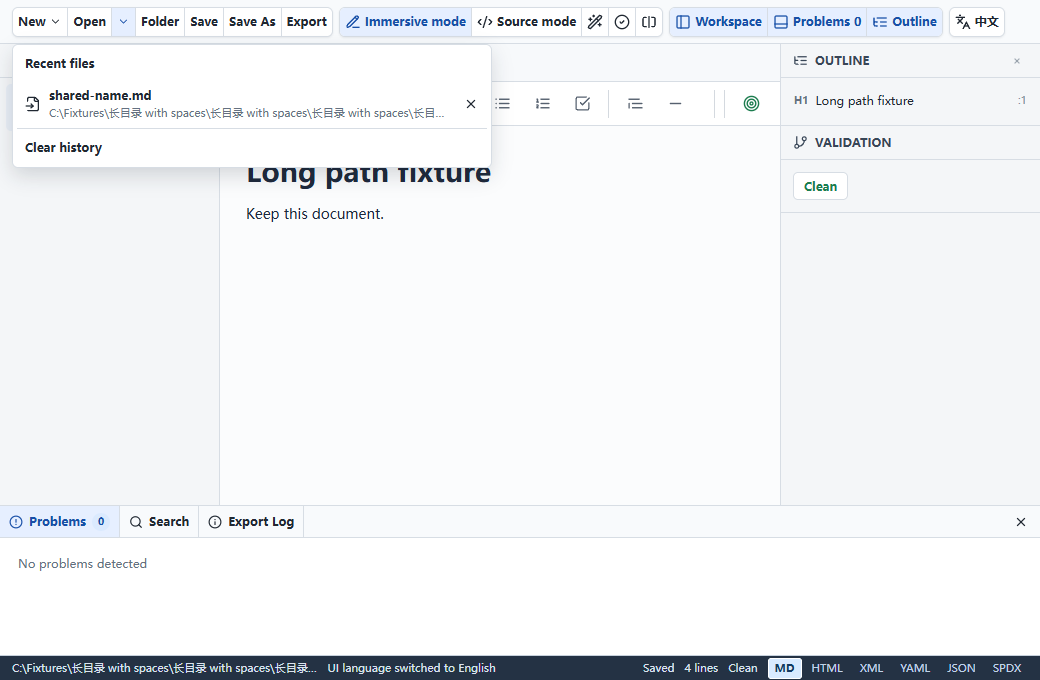 New Open Folder Save Save As Export Immersive mode Source mode Workspace Problems 0 Outline 中文
Recent files
shared-name.md
C:\Fixtures\长目录 with spaces\长目录 with spaces\长目录 with spaces\长目...
Clear history
Long path fixture
Keep this document.
OUTLINE ×
H1 Long path fixture :1
VALIDATION
Clean
Problems 0 Search Export Log
No problems detected
C:\Fixtures\长目录 with spaces\长目录 with spaces\长目录... UI language switched to English Saved 4 lines Clean MD HTML XML YAML JSON SPDX